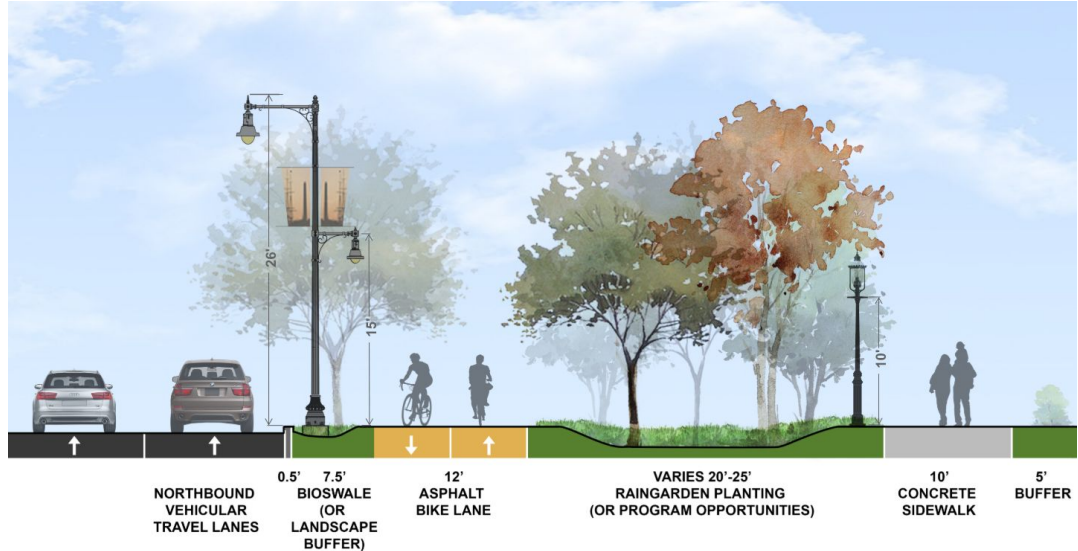 26'
15'
10'
0.5'
7.5'
12'
VARIES 20'-25'
10'
5'
NORTHBOUND
VEHICULAR
TRAVEL LANES
BIOSWALE
(OR
LANDSCAPE
BUFFER)
ASPHALT
BIKE LANE
RAINGARDEN PLANTING
(OR PROGRAM OPPORTUNITIES)
CONCRETE
SIDEWALK
BUFFER